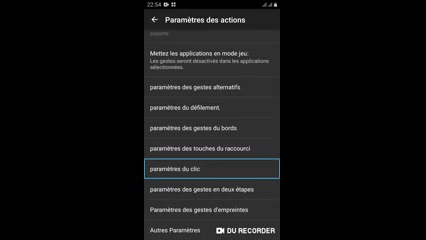 22:54
Paramètres des actions
Mettez les applications en mode jeu:
Les gestes seront désactivés dans les applications
sélectionnées.
paramètres des gestes alternatifs
paramètres du défilement.
paramètres des gestes du bords
paramètres des touches du raccourci
paramètres du clic
paramètres des gestes en deux étapes
Paramètres des gestes d'empreintes
Autres Paramètres
DU RECORDER